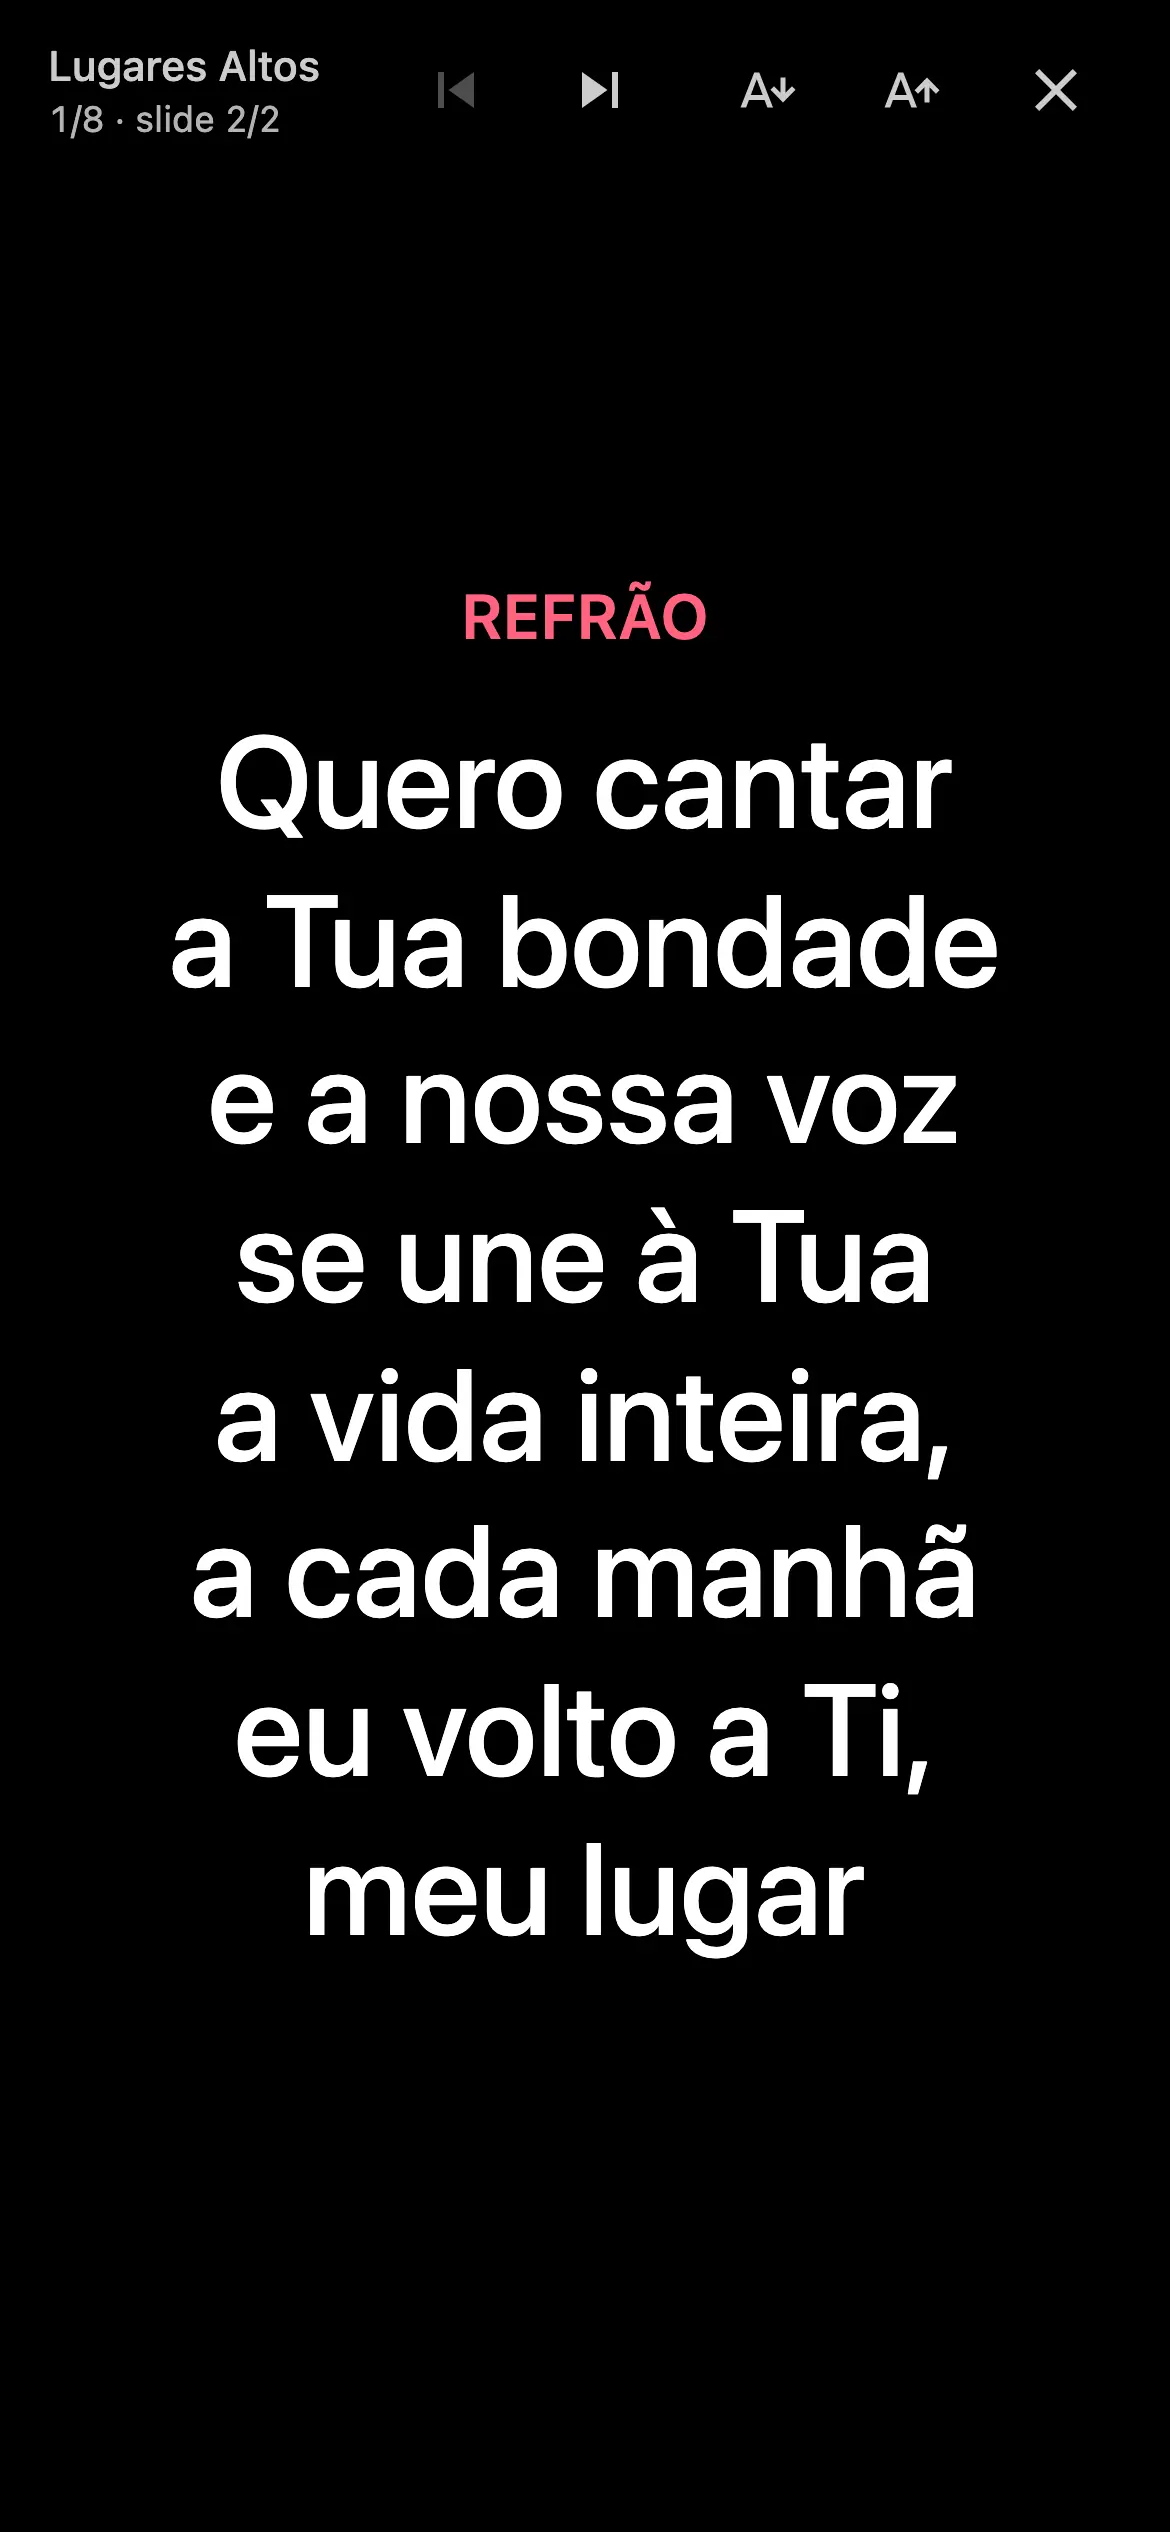 Lugares Altos
1/8 · slide 2/2
A A
REFRÃO
Quero cantar
a Tua bondade
e a nossa voz
se une à Tua
a vida inteira,
a cada manhã
eu volto a Ti,
meu lugar